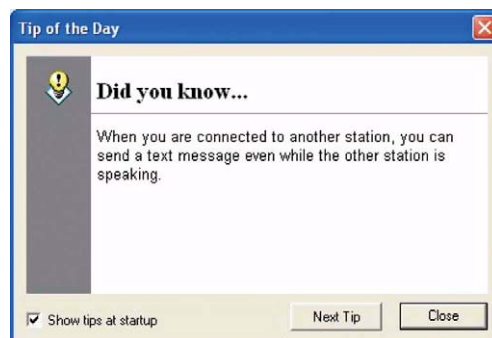 Tip of the Day
Did you know...
When you are connected to another station, you can
send a text message even while the other station is
speaking.
Show tips at startup
Next Tip
Close